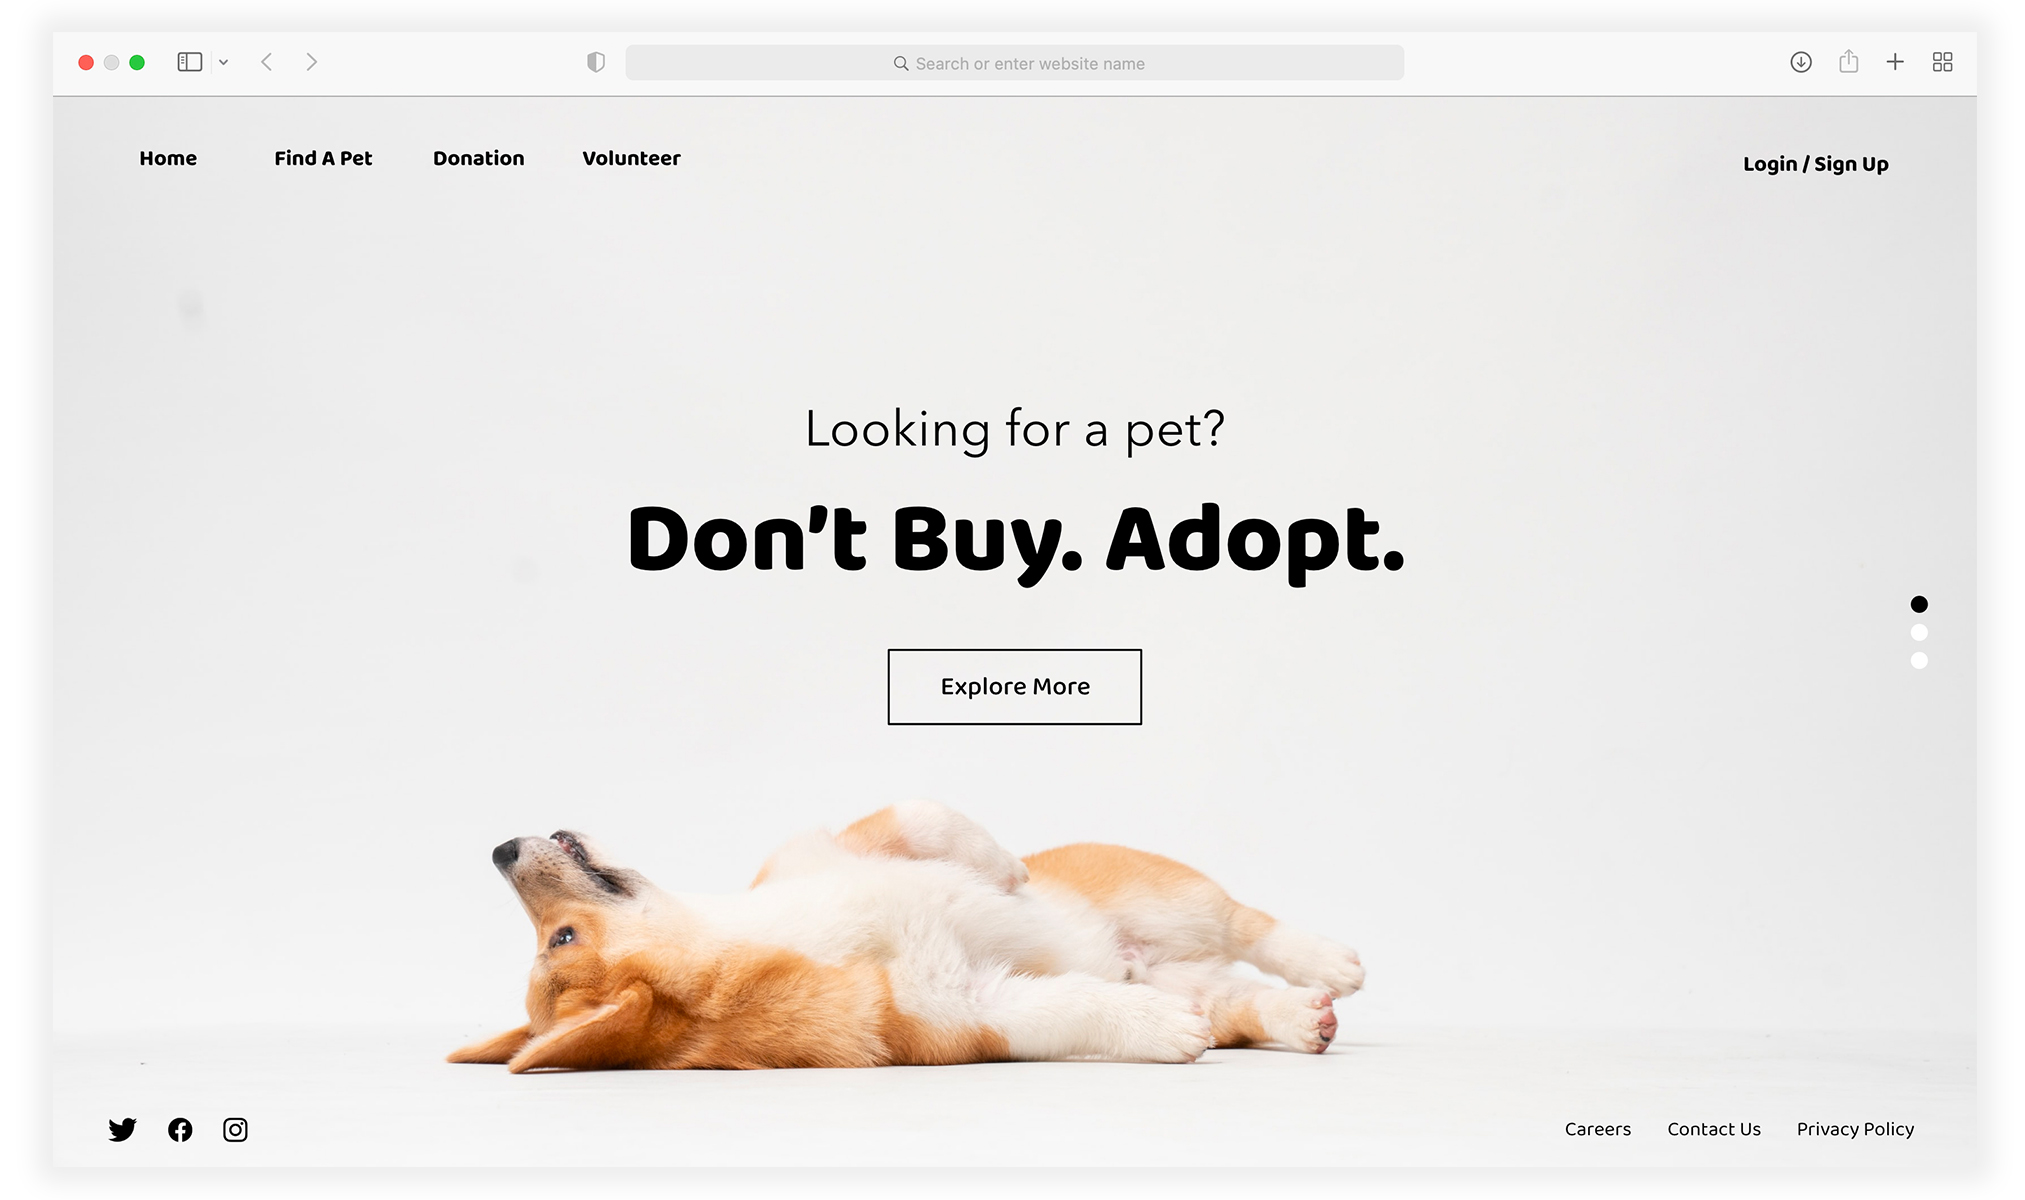 Search or enter website name
Home Find A Pet Donation Volunteer Login / Sign Up
Looking for a pet?
Don't Buy. Adopt.
Explore More
Careers Contact Us Privacy Policy